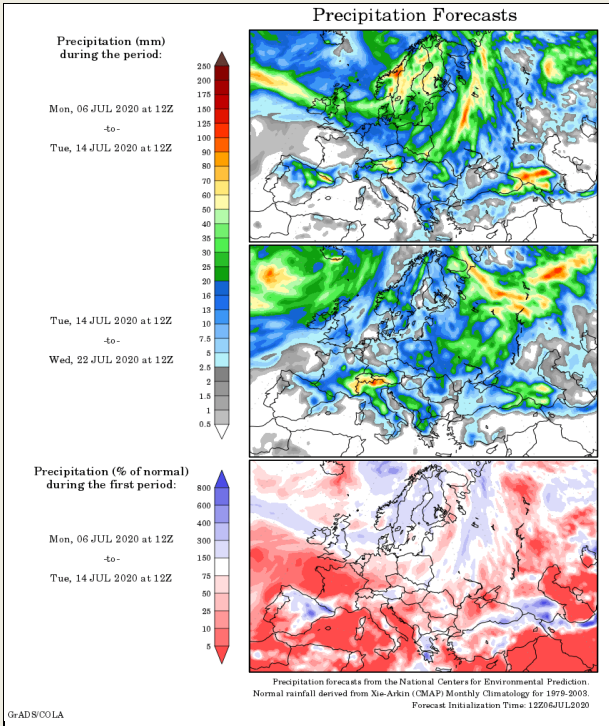 Precipitation Forecasts
Precipitation (mm)
during the period:
Mon, 06 JUL 2020 at 12Z
-to-
Tue, 14 JUL 2020 at 12Z
250
200
175
150
125
100
90
80
70
60
50
40
35
30
25
20
16
13
10
7.5
5
2.5
2
1.5
1
0.5
Tue, 14 JUL 2020 at 12Z
-to-
Wed, 22 JUL 2020 at 12Z
Precipitation (% of normal)
during the first period:
Mon, 06 JUL 2020 at 12Z
-to-
Tue, 14 JUL 2020 at 12Z
800
600
400
300
150
75
50
25
10
5
Precipitation forecasts from the National Centers for Environmental Prediction.
Normal rainfall derived from Xie-Arkin (CMAP) Monthly Climatology for 1979-2003.
Forecast Initialization Time: 12Z06JUL2020
GrADS/COLA